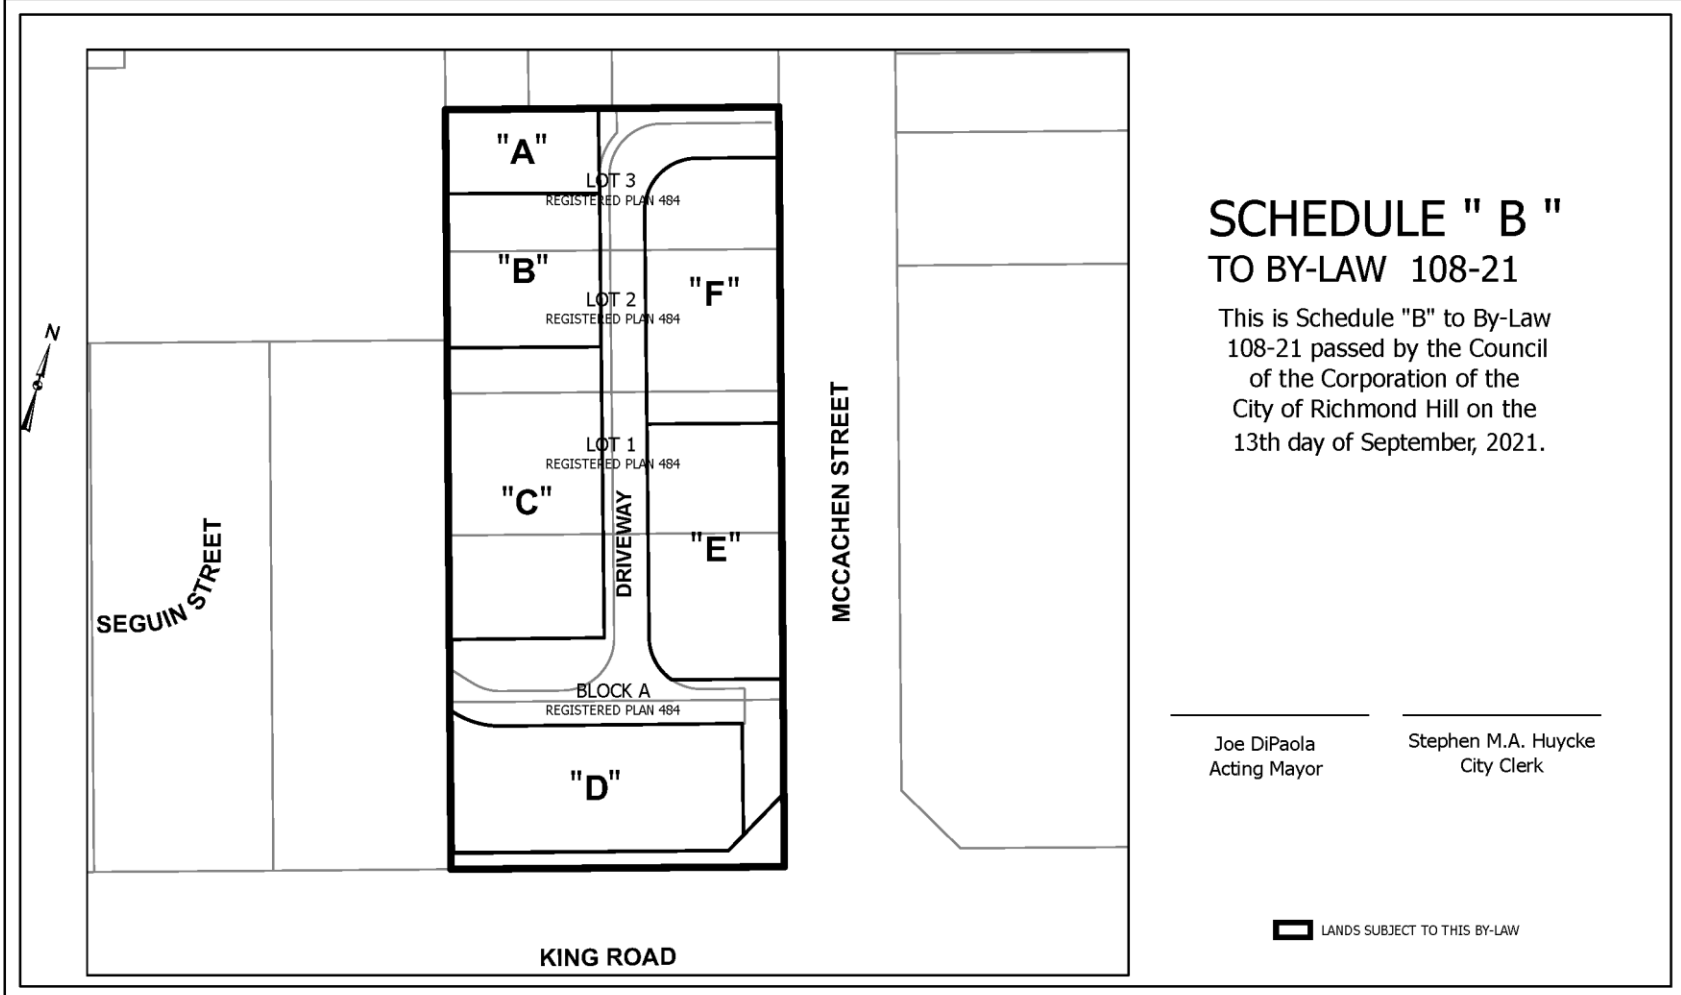 "A"
LOT 3
REGISTERED PLAN 484
"B"
LOT 2
REGISTERED PLAN 484
"F"
N
LOT 1
REGISTERED PLAN 484
"C"
DRIVEWAY
"E"
MCCACHEN STREET
SEGUIN STREET
BLOCK A
REGISTERED PLAN 484
"D"
KING ROAD
SCHEDULE " B "
TO BY-LAW 108-21
This is Schedule "B" to By-Law
108-21 passed by the Council
of the Corporation of the
City of Richmond Hill on the
13th day of September, 2021.
Joe DiPaola
Acting Mayor
Stephen M.A. Huycke
City Clerk
LANDS SUBJECT TO THIS BY-LAW